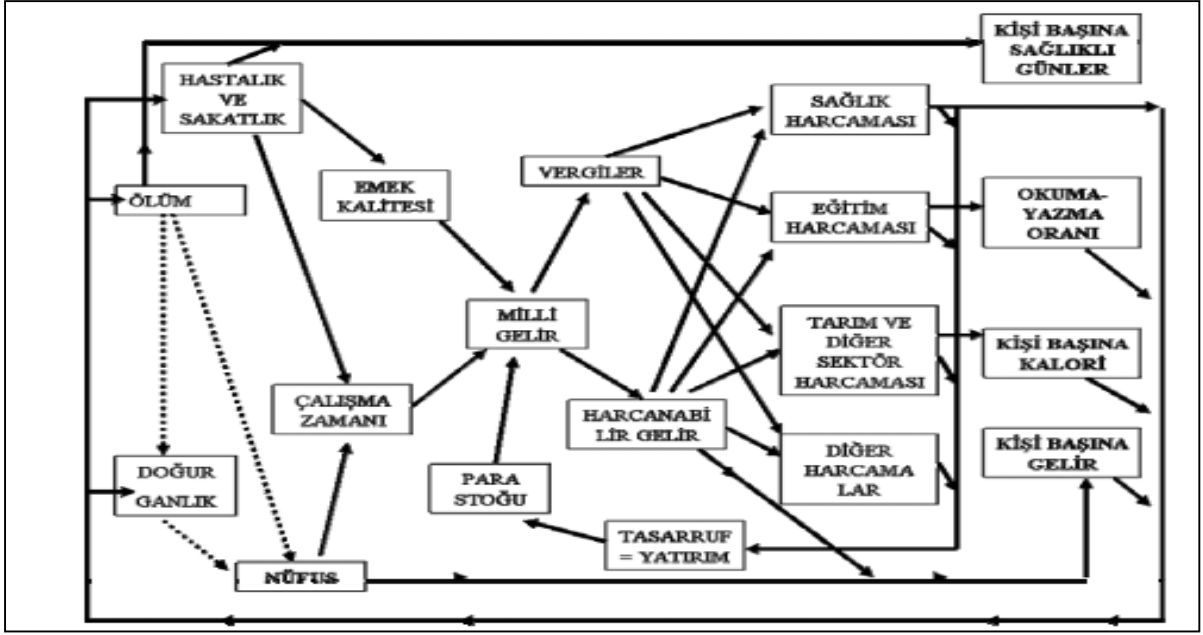 KİŞİ BAŞINA
SAĞLIKLI
GÜNLER
HASTALIK
VE
SAKATLIK
SAĞLIK
HARCAMASI
VERGİLER
EMEK
KALİTESİ
ÖLÜM
EĞİTİM
HARCAMASI
OKUMA-
YAZMA
ORANI
MİLLİ
GELİR
TARIM VE
DİĞER
SEKTÖR
HARCAMASI
KİŞİ BAŞINA
KALORİ
ÇALIŞMA
ZAMANI
HARCANABİ
LİR GELİR
DİĞER
HARCAMA
LAR
KİŞİ BAŞINA
GELİR
DOĞUR
GANLIK
PARA
STOĞU
TASARRUF
= YATIRIM
NÜFUS